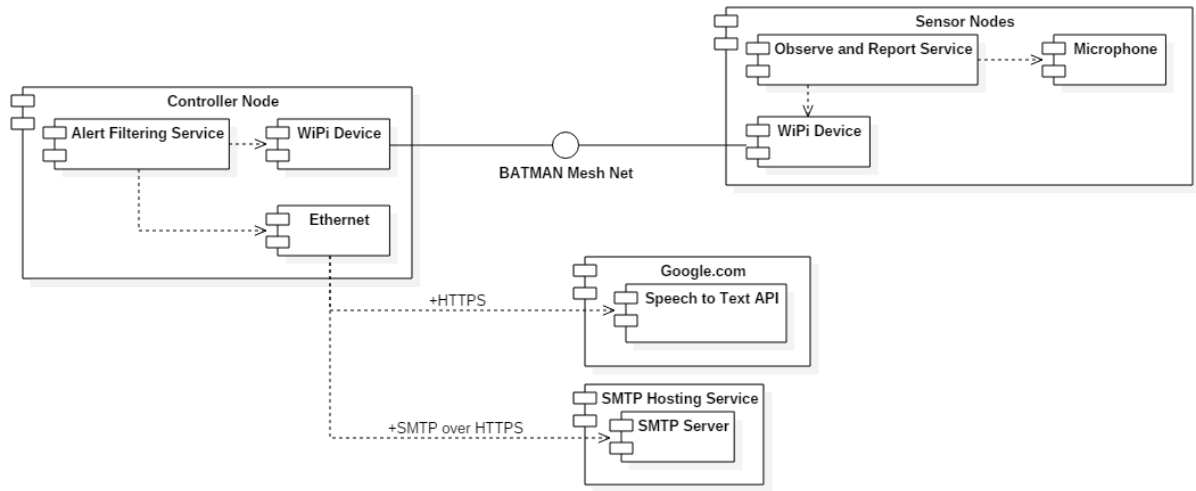 Sensor Nodes
Observe and Report Service
Microphone
WiPi Device
Controller Node
Alert Filtering Service
WiPi Device
Ethernet
BATMAN Mesh Net
Google.com
Speech to Text API
+HTTPS
SMTP Hosting Service
SMTP Server
+SMTP over HTTPS